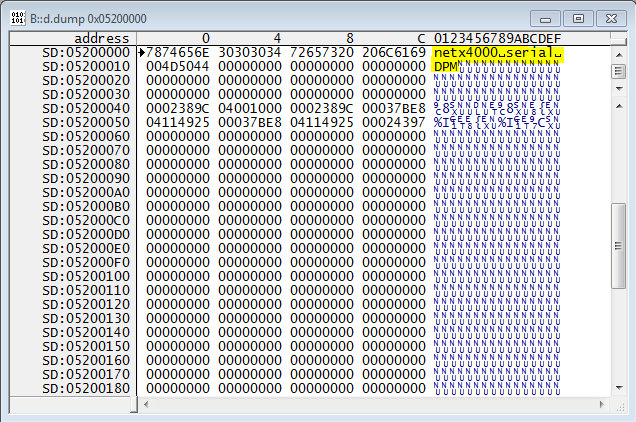 B::d.dump 0x05200000
address 0 4 8 C 0123456789ABCDEF
SD:05200000 7874656E 30303034 72657320 206C6169 netx4000 serial
SD:05200010 004D5044 00000000 00000000 00000000 DPM
SD:05200020 00000000 00000000 00000000 00000000
SD:05200030 00000000 00000000 00000000 00000000
SD:05200040 0002389C 04001000 0002389C 00037BE8
SD:05200050 04114925 00037BE8 04114925 00024397
SD:05200060 00000000 00000000 00000000 00000000
SD:05200070 00000000 00000000 00000000 00000000
SD:05200080 00000000 00000000 00000000 00000000
SD:05200090 00000000 00000000 00000000 00000000
SD:052000A0 00000000 00000000 00000000 00000000
SD:052000B0 00000000 00000000 00000000 00000000
SD:052000C0 00000000 00000000 00000000 00000000
SD:052000D0 00000000 00000000 00000000 00000000
SD:052000E0 00000000 00000000 00000000 00000000
SD:052000F0 00000000 00000000 00000000 00000000
SD:05200100 00000000 00000000 00000000 00000000
SD:05200110 00000000 00000000 00000000 00000000
SD:05200120 00000000 00000000 00000000 00000000
SD:05200130 00000000 00000000 00000000 00000000
SD:05200140 00000000 00000000 00000000 00000000
SD:05200150 00000000 00000000 00000000 00000000
SD:05200160 00000000 00000000 00000000 00000000
SD:05200170 00000000 00000000 00000000 00000000
SD:05200180 00000000 00000000 00000000 00000000